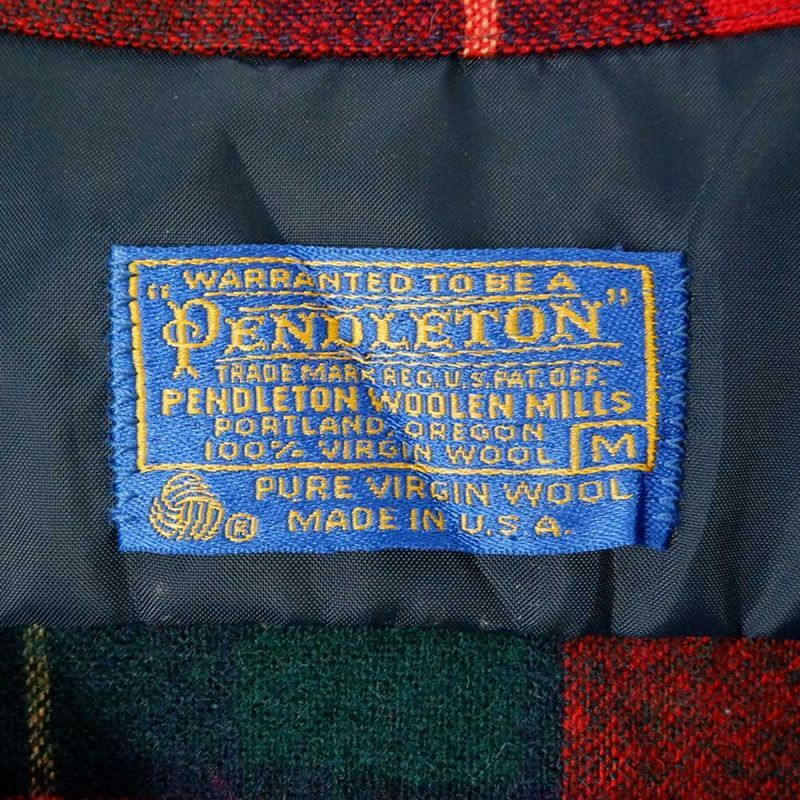 WARRANTED TO BE A
"PENDLETON"
TRADE MARK REG. U.S. PAT. OFF.
PENDLETON WOOLEN MILLS
PORTLAND, OREGON
100% VIRGIN WOOL M
PURE VIRGIN WOOL
® MADE IN U.S.A.